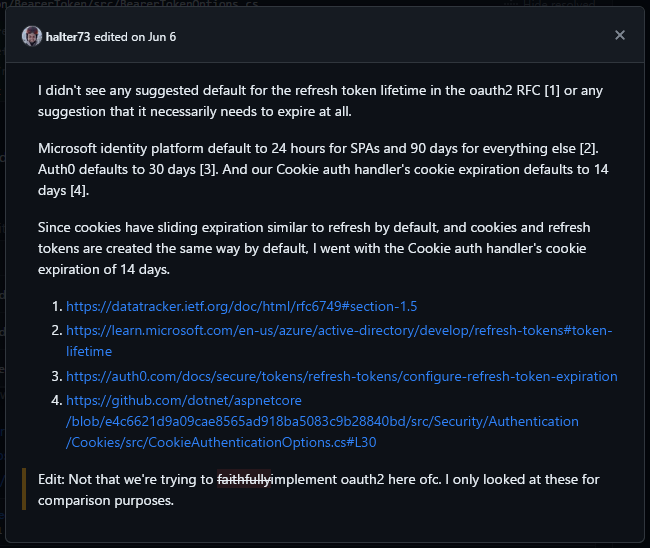 on/BearerToken/src/BearerTokenOptions.cs
Hide resolved
halter73 edited on Jun 6
I didn't see any suggested default for the refresh token lifetime in the oauth2 RFC [1] or any
suggestion that it necessarily needs to expire at all.
Microsoft identity platform default to 24 hours for SPAs and 90 days for everything else [2].
Auth0 defaults to 30 days [3]. And our Cookie auth handler's cookie expiration defaults to 14
days [4].
Since cookies have sliding expiration similar to refresh by default, and cookies and refresh
tokens are created the same way by default, I went with the Cookie auth handler's cookie
expiration of 14 days.
1. https://datatracker.ietf.org/doc/html/rfc6749#section-1.5
2. https://learn.microsoft.com/en-us/azure/active-directory/develop/refresh-tokens#token-
lifetime
3. https://auth0.com/docs/secure/tokens/refresh-tokens/configure-refresh-token-expiration
4. https://github.com/dotnet/aspnetcore
/blob/e4c6621d9a09cae8565ad918ba5083c9b28840bd/src/Security/Authentication
/Cookies/src/CookieAuthenticationOptions.cs#L30
Edit: Not that we're trying to faithfullyimplement oauth2 here ofc. I only looked at these for
comparison purposes.